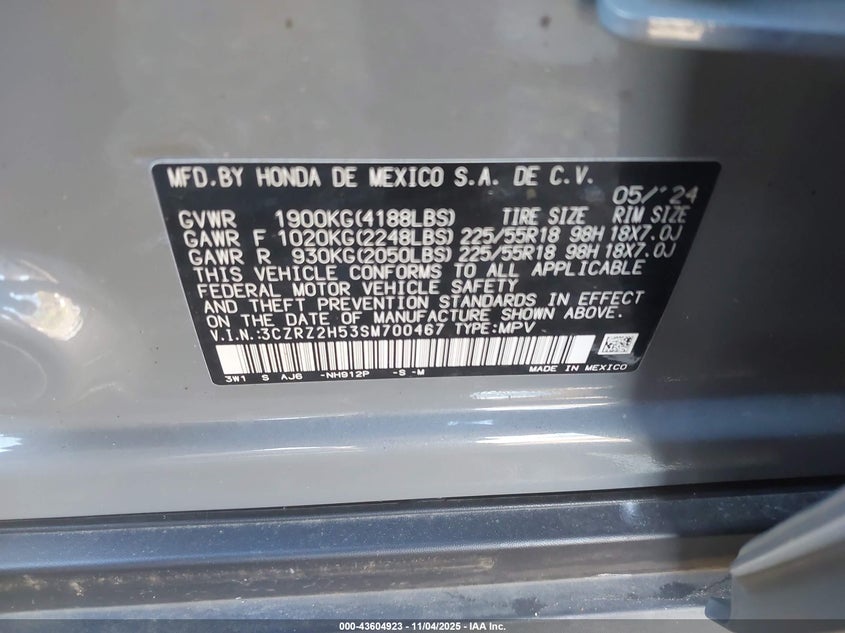 MFD.BY HONDA DE MEXICO S.A. DE C.V.
05/'24
GVWR 1900KG(4188LBS) TIRE SIZE RIM SIZE
GAWR F 1020KG(2248LBS) 225/55R18 98H 18X7.0J
GAWR R 930KG(2050LBS) 225/55R18 98H 18X7.0J
THIS VEHICLE CONFORMS TO ALL APPLICABLE
FEDERAL MOTOR VEHICLE SAFETY
AND THEFT PREVENTION STANDARDS IN EFFECT
ON THE DATE OF MANUFACTURE SHOWN ABOVE.
V.I.N.:3CZRZ2H53SM700467 TYPE:MPV
3W1 S AJ6 -NH912P -S -M MADE IN MEXICO
000-43604923 - 11/04/2025 - IAA Inc.